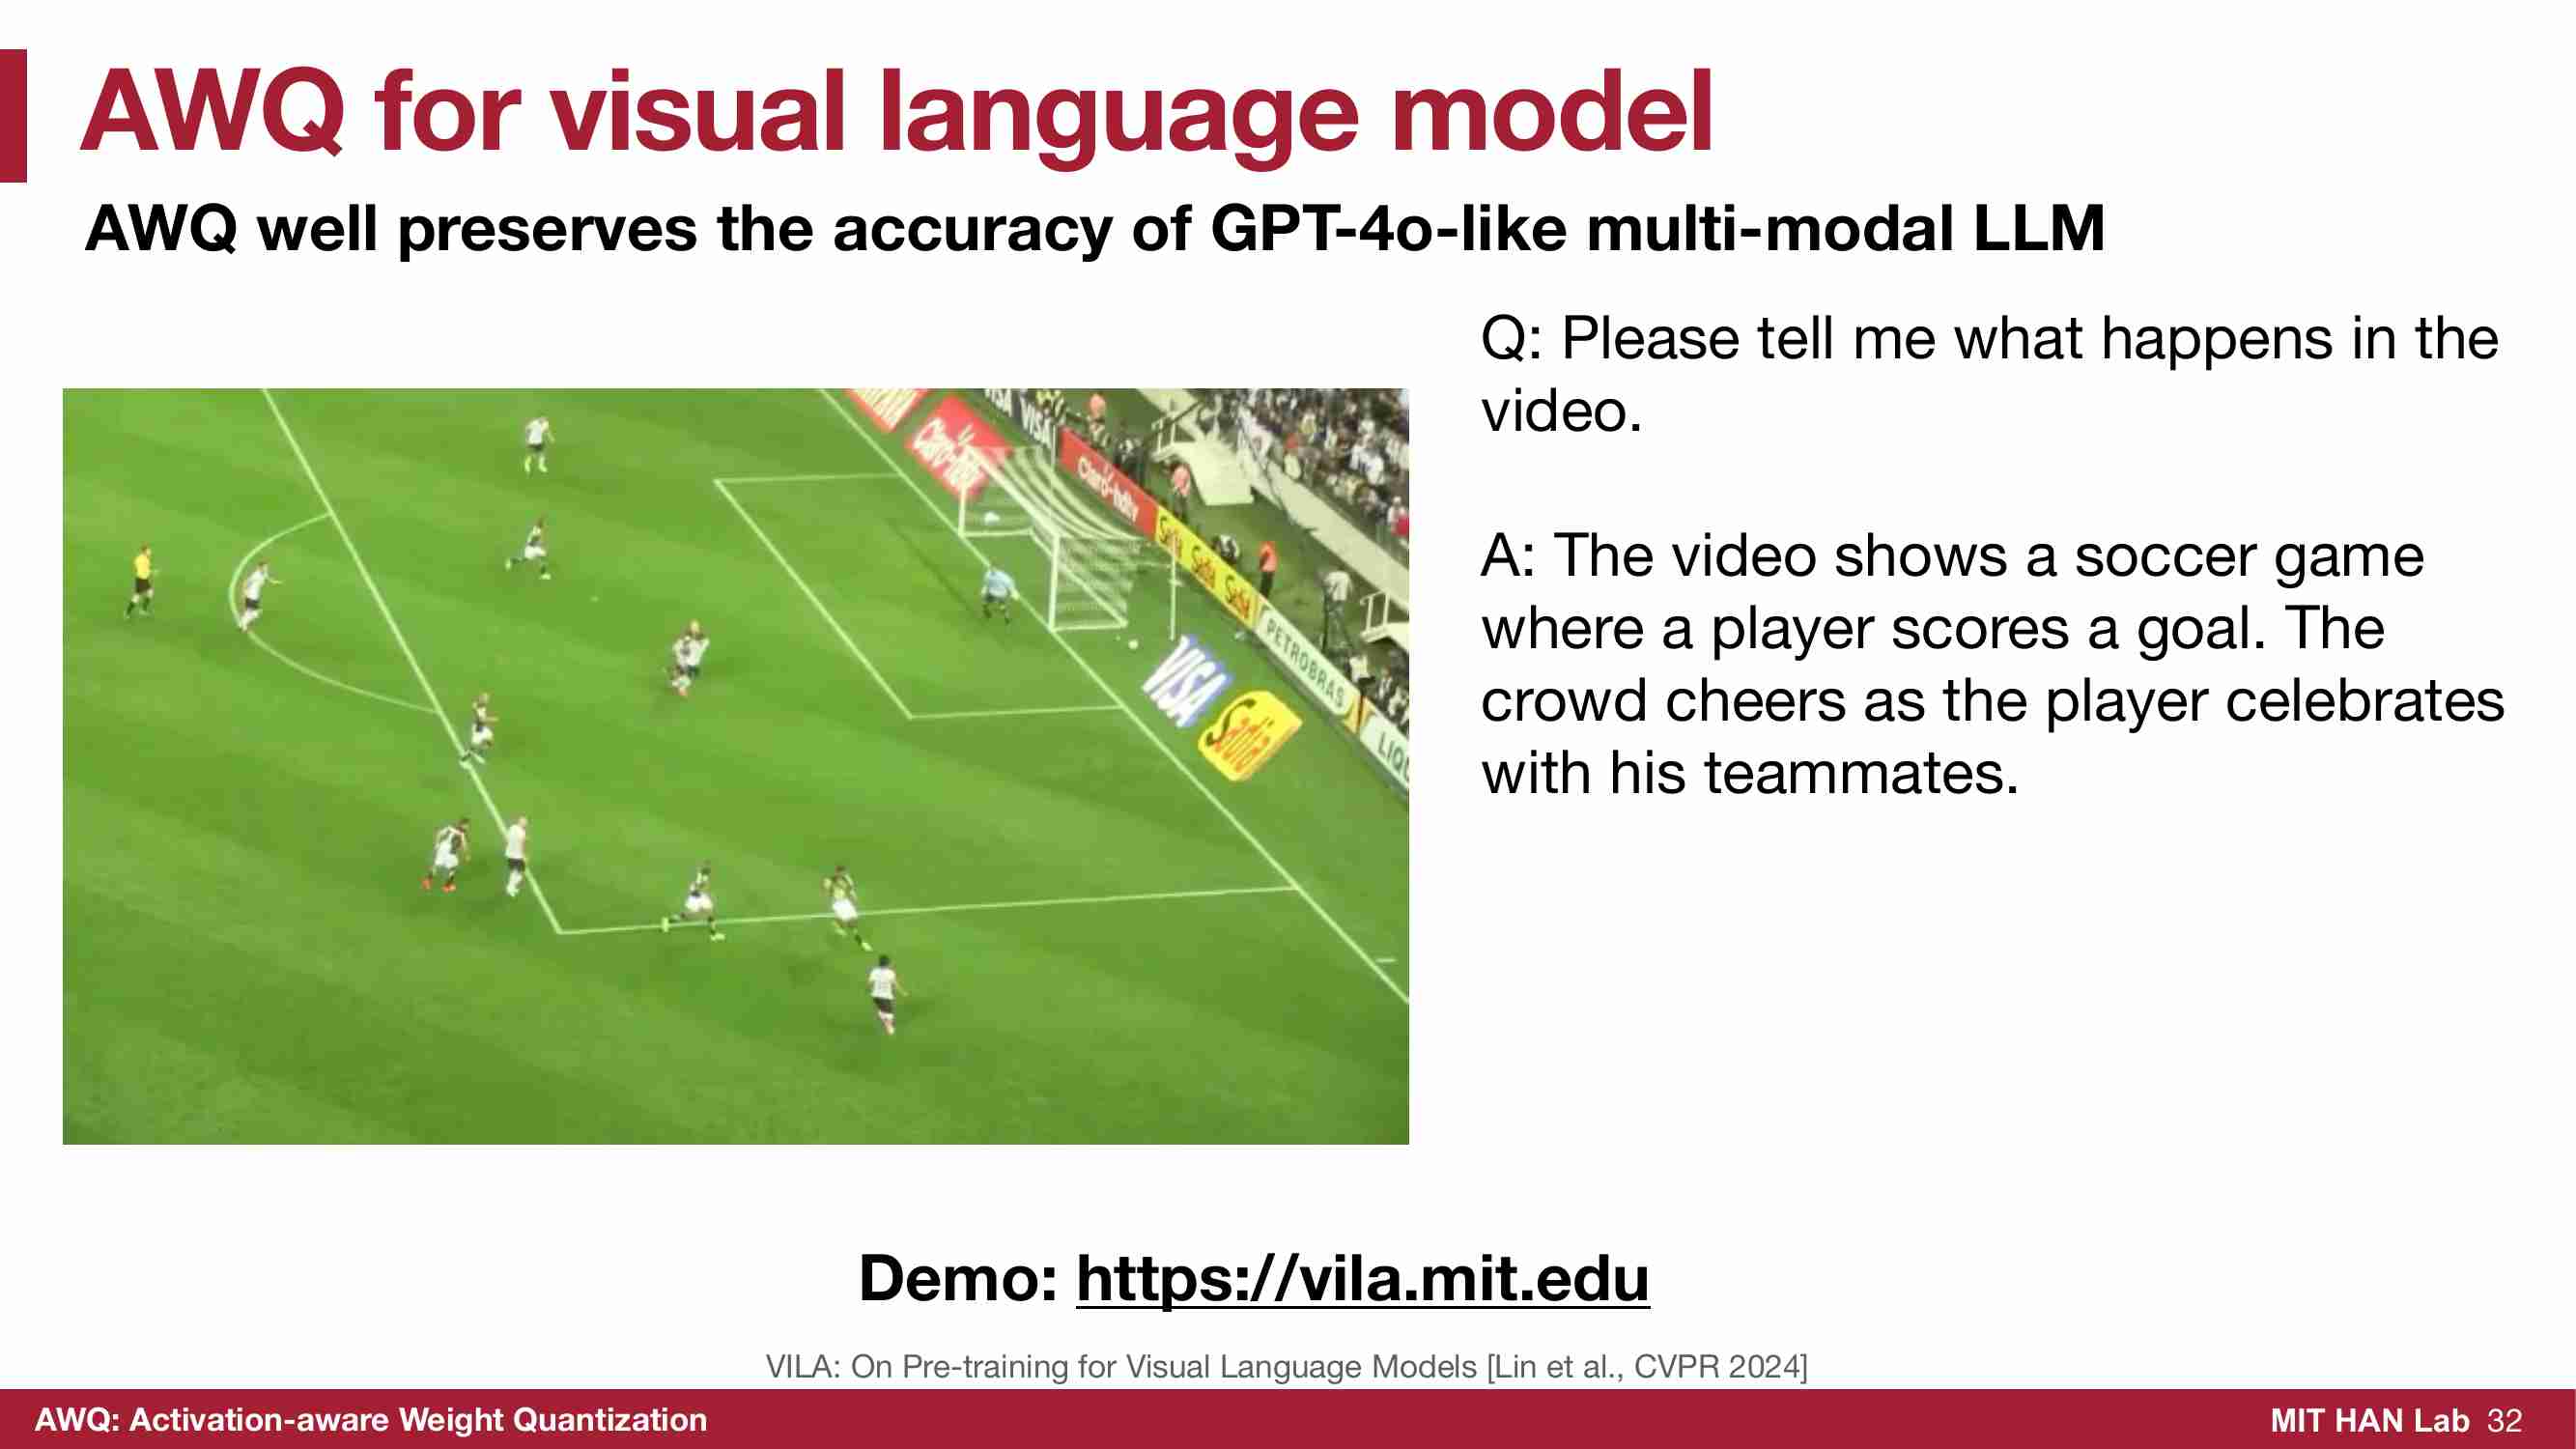 AWQ for visual language model
AWQ well preserves the accuracy of GPT-4o-like multi-modal LLM
Q: Please tell me what happens in the
video.
A: The video shows a soccer game
where a player scores a goal. The
crowd cheers as the player celebrates
with his teammates.
VISA
Claro-
Claro-hdtv
PETROBRAS
LIQU
VISA
Demo: https://vila.mit.edu
VILA: On Pre-training for Visual Language Models [Lin et al., CVPR 2024]
AWQ: Activation-aware Weight Quantization
MIT HAN Lab 32